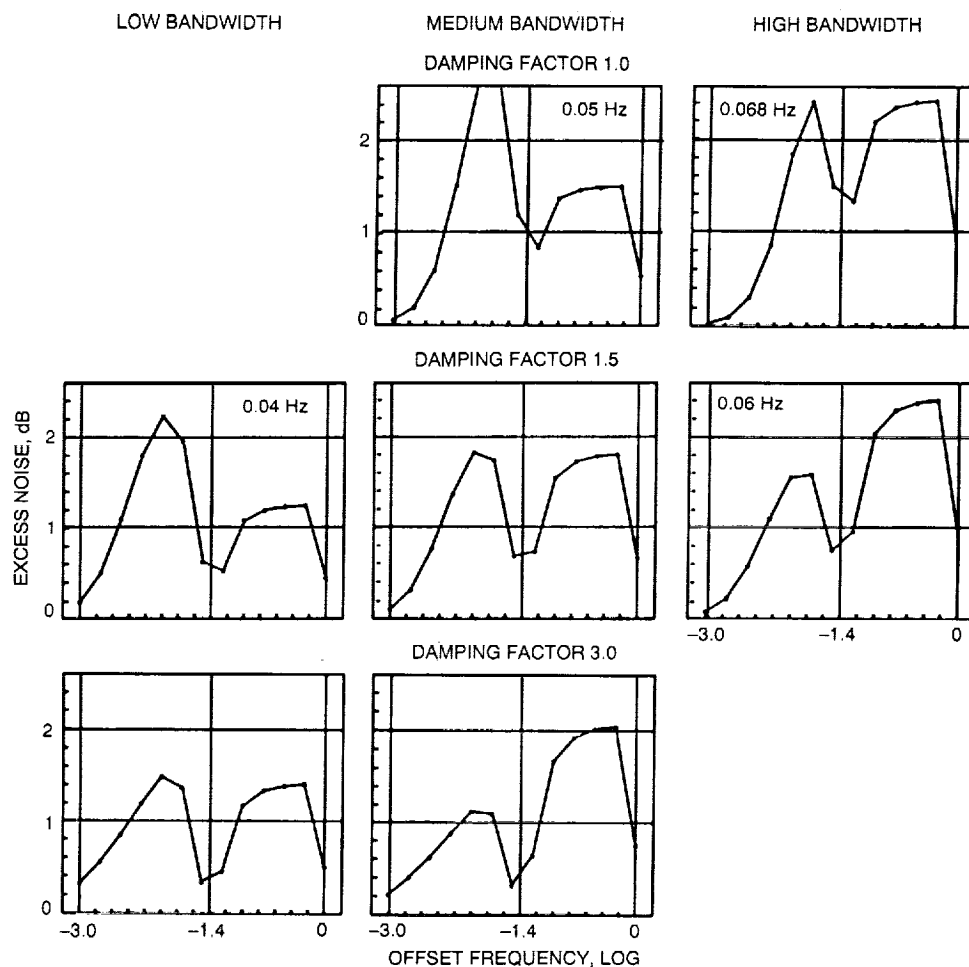 LOW BANDWIDTH MEDIUM BANDWIDTH HIGH BANDWIDTH
DAMPING FACTOR 1.0
0.05 Hz 0.068 Hz
2
1
0
DAMPING FACTOR 1.5
0.04 Hz 0.06 Hz
2
1
0
−3.0 −1.4 0
DAMPING FACTOR 3.0
2
1
0
−3.0 −1.4 0 −3.0 −1.4 0
EXCESS NOISE, dB
OFFSET FREQUENCY, LOG